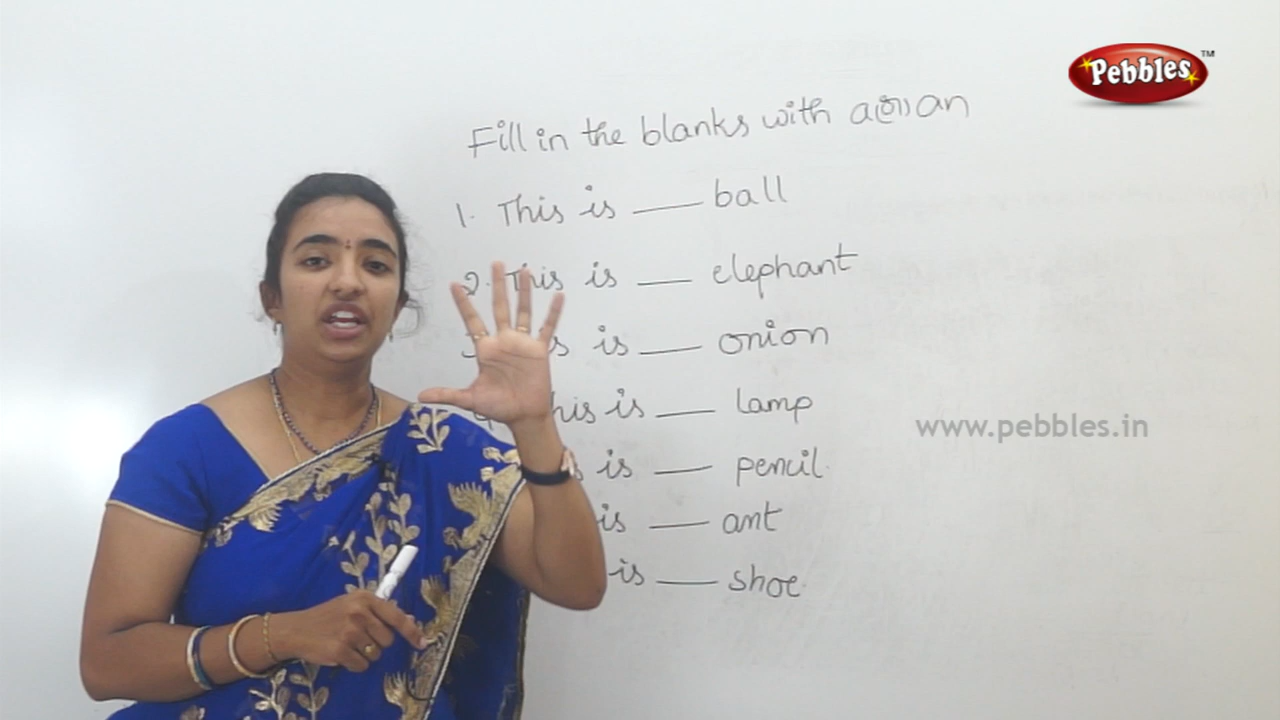 Pebbles™
Fill in the blanks with a(or)an
1. This is ___ ball
2. This is ___ elephant
is ___ onion
is ___ lamp
www.pebbles.in
is ___ pencil.
is ___ ant
is ___ shoe.